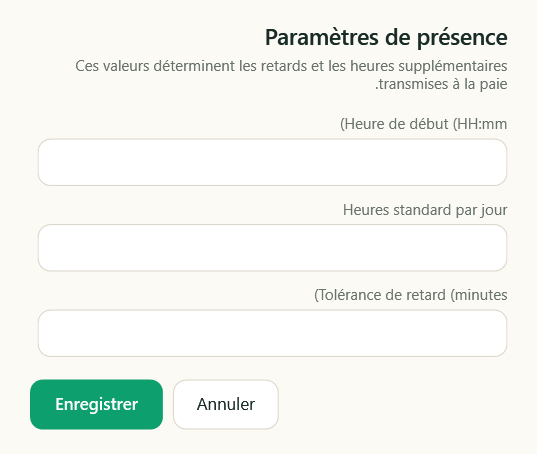 Paramètres de présence
Ces valeurs déterminent les retards et les heures supplémentaires
.transmises à la paie
(Heure de début (HH:mm
Heures standard par jour
(Tolérance de retard (minutes
Enregistrer
Annuler